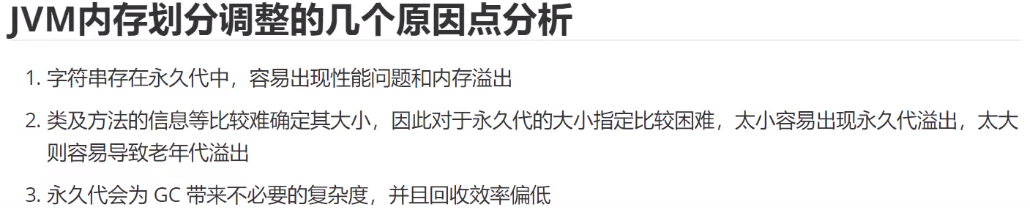 JVM内存划分调整的几个原因点分析
1. 字符串存在永久代中，容易出现性能问题和内存溢出
2. 类及方法的信息等比较难确定其大小，因此对于永久代的大小指定比较困难，太小容易出现永久代溢出，太大
则容易导致老年代溢出
3. 永久代会为 GC 带来不必要的复杂度，并且回收效率偏低